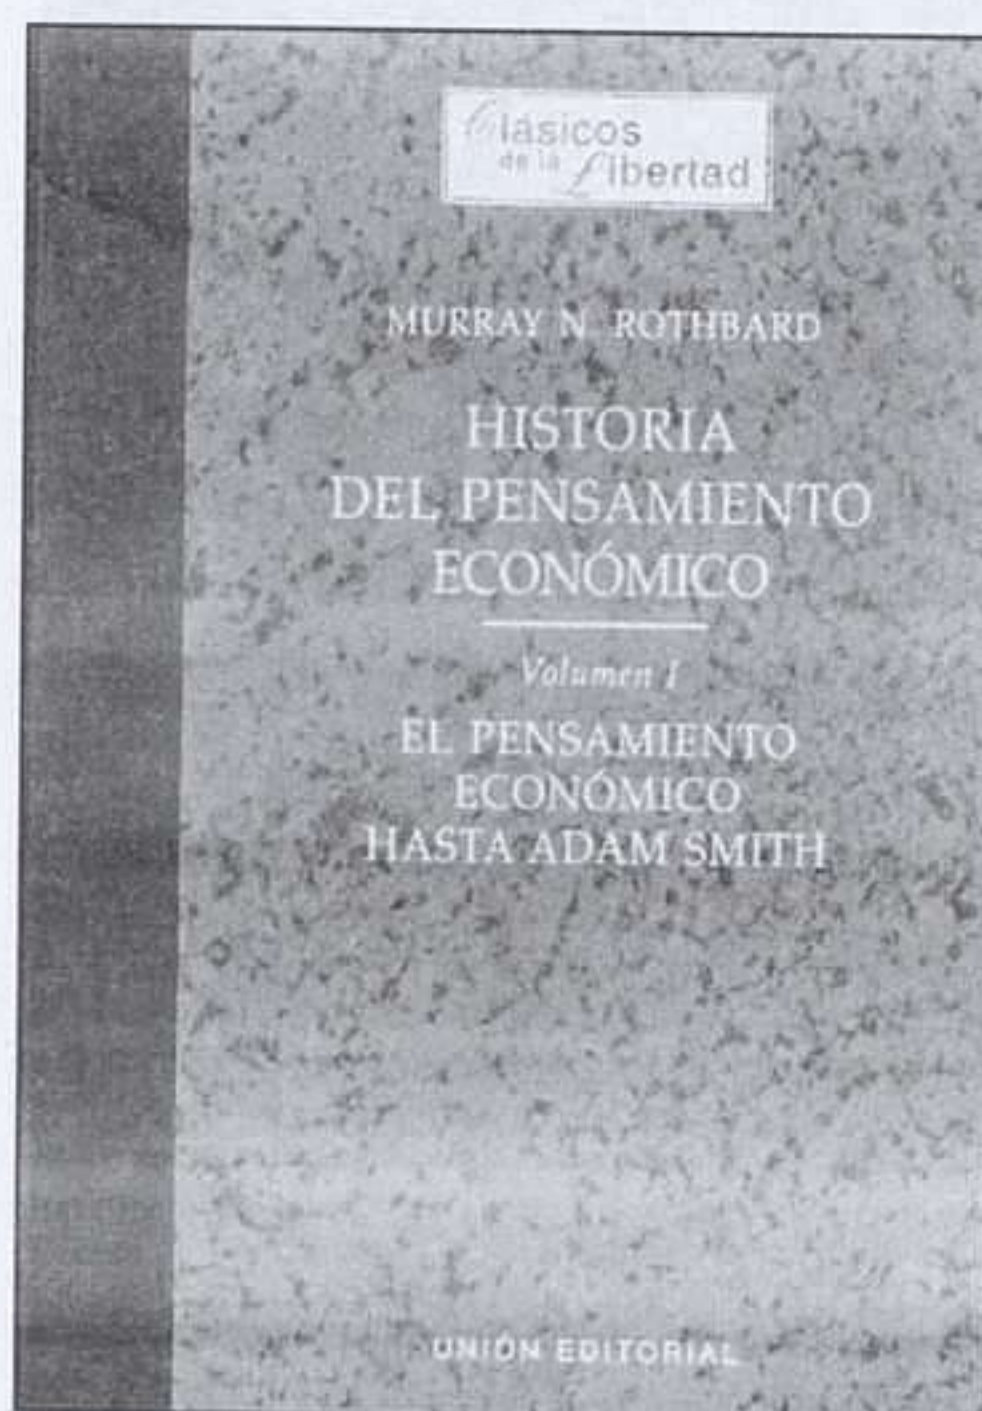 Clásicos
de la Libertad
MURRAY N. ROTHBARD
HISTORIA
DEL PENSAMIENTO
ECONÓMICO
Volumen I
EL PENSAMIENTO
ECONÓMICO
HASTA ADAM SMITH
UNIÓN EDITORIAL